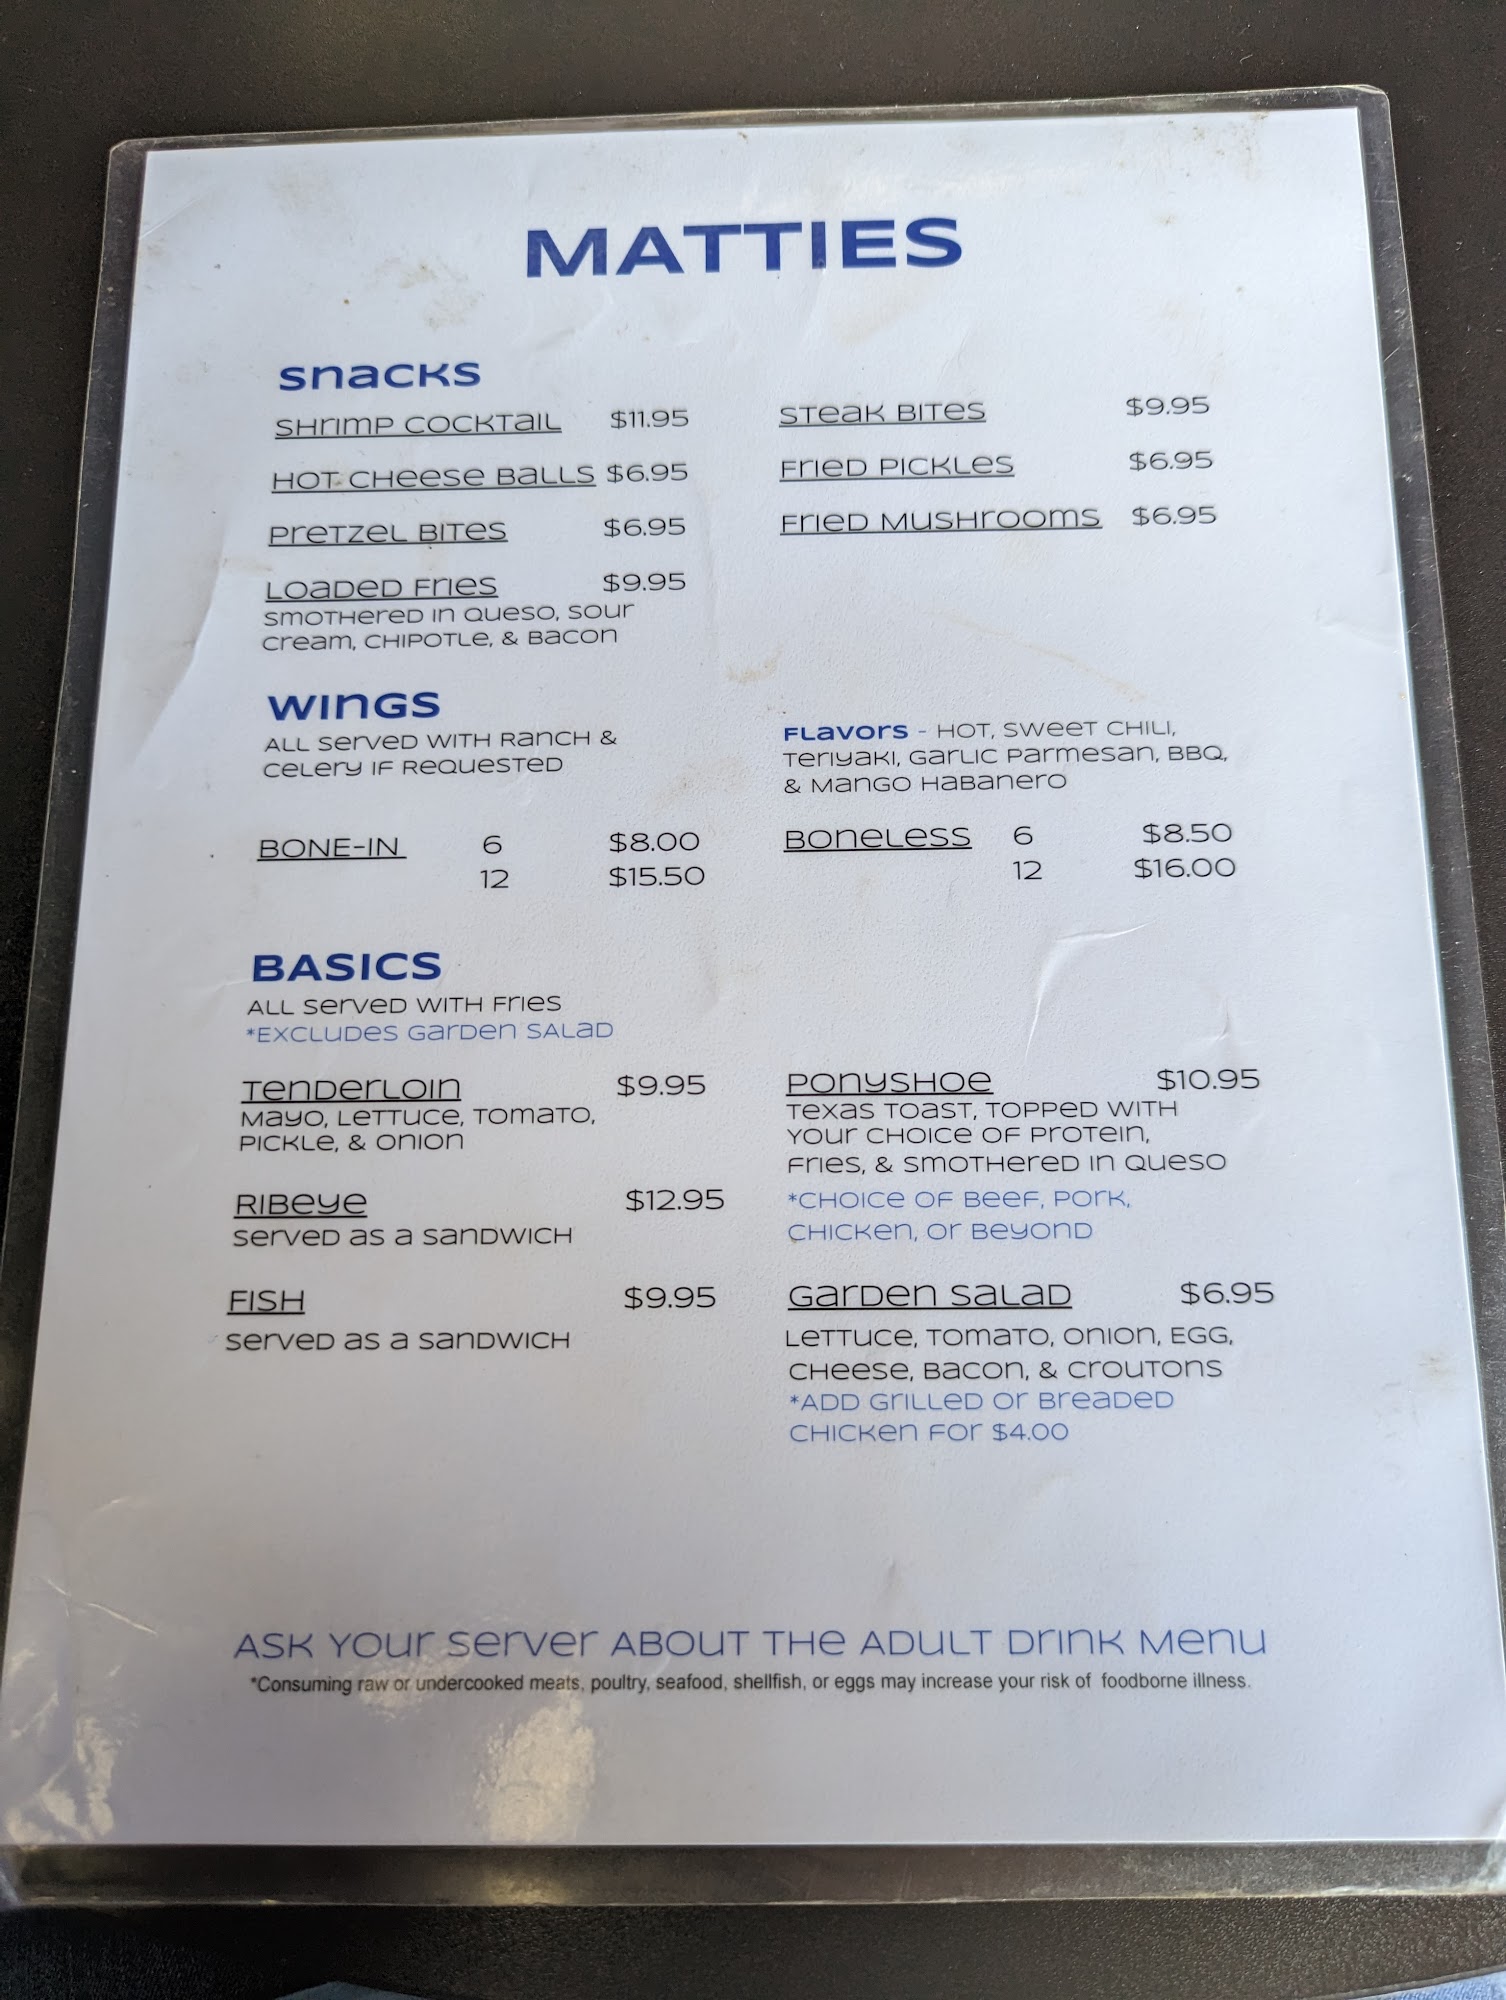 MATTIES
SNACKS
SHRIMP COCKTAIL $11.95
HOT CHEESE BALLS $6.95
PRETZEL BITES $6.95
LOADED FRIES $9.95
SMOTHERED IN QUESO, SOUR
CREAM, CHIPOTLE, & BACON
STEAK BITES $9.95
FRIED PICKLES $6.95
FRIED MUSHROOMS $6.95
WINGS
ALL SERVED WITH RANCH &
CELERY IF REQUESTED
FLAVORS - HOT, SWEET CHILI,
TERIYAKI, GARLIC PARMESAN, BBQ,
& MANGO HABANERO
BONE-IN 6 $8.00
12 $15.50
BONELESS 6 $8.50
12 $16.00
BASICS
ALL SERVED WITH FRIES
*EXCLUDES GARDEN SALAD
TENDERLOIN $9.95
MAYO, LETTUCE, TOMATO,
PICKLE, & ONION
RIBEYE $12.95
SERVED AS A SANDWICH
FISH $9.95
SERVED AS A SANDWICH
PONYSHOE $10.95
TEXAS TOAST, TOPPED WITH
YOUR CHOICE OF PROTEIN,
FRIES, & SMOTHERED IN QUESO
*CHOICE OF BEEF, PORK,
CHICKEN, OR BEYOND
GARDEN SALAD $6.95
LETTUCE, TOMATO, ONION, EGG,
CHEESE, BACON, & CROUTONS
*ADD GRILLED OR BREADED
CHICKEN FOR $4.00
ASK YOUR SERVER ABOUT THE ADULT DRINK MENU
*Consuming raw or undercooked meats, poultry, seafood, shellfish, or eggs may increase your risk of foodborne illness.